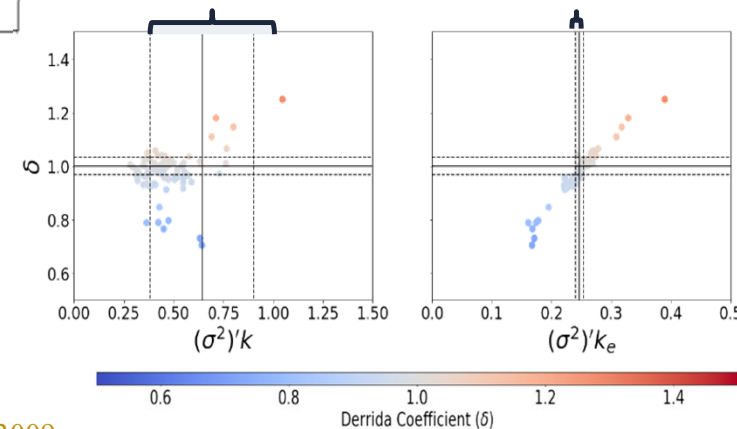 1.4
1.2
1.0
0.8
0.6
δ
0.00 0.25 0.50 0.75 1.00 1.25 1.50
(σ²)'k
0.0 0.1 0.2 0.3 0.4
(σ²)'kₑ
0.6 0.8 1.0 1.2 1.4
Derrida Coefficient (δ)